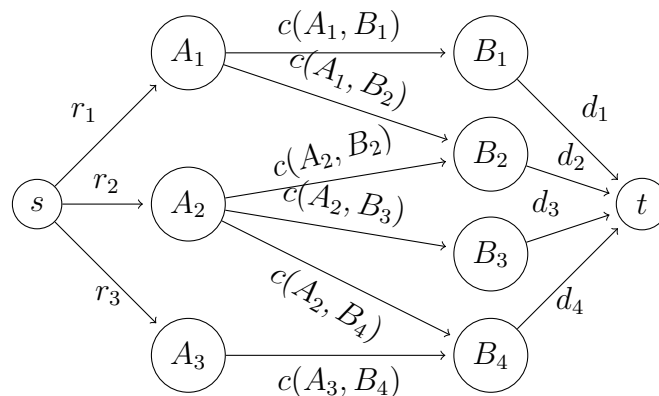 c(A₁, B₁)
A₁
B₁
c(A₁, B₂)
r₁
d₁
c(A₂, B₂)
B₂
d₂
r₂
s
A₂
c(A₂, B₃)
d₃
t
B₃
r₃
c(A₂, B₄)
d₄
A₃
B₄
c(A₃, B₄)